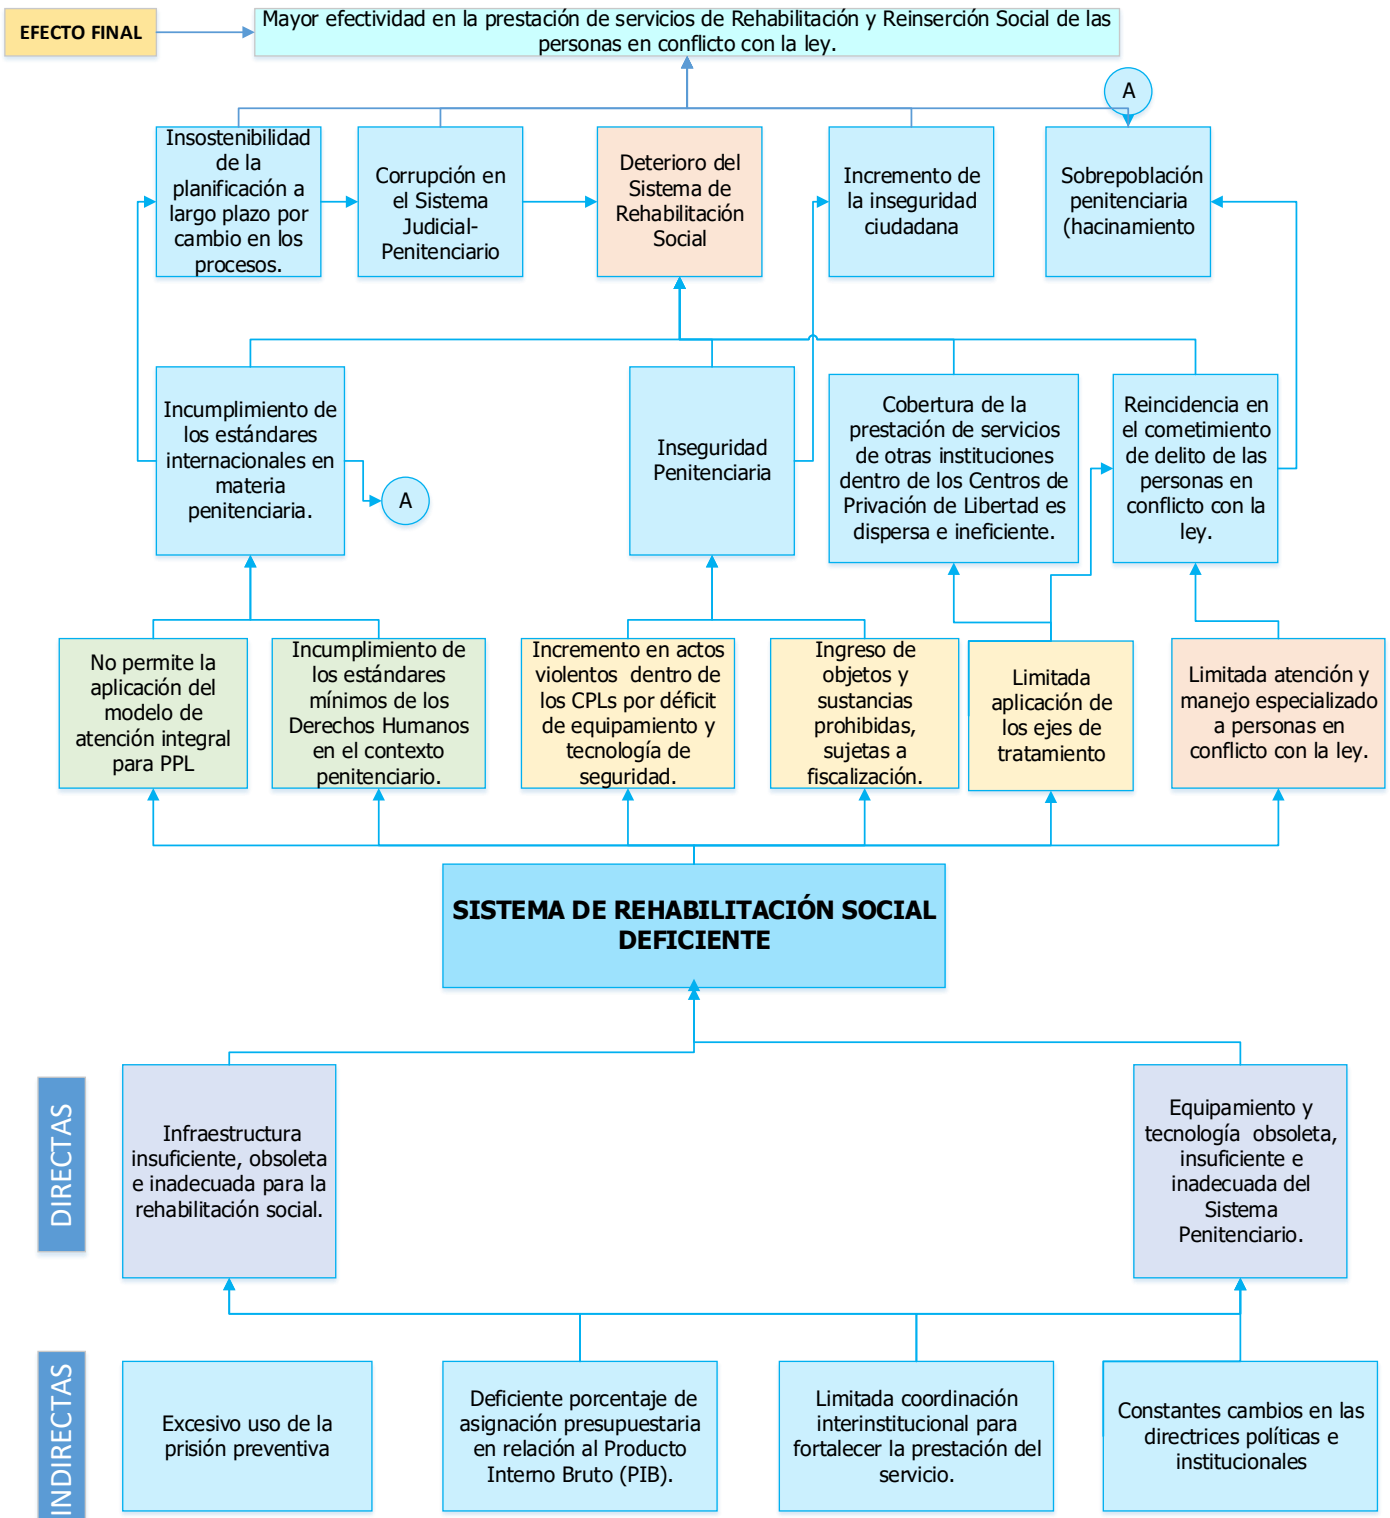 EFECTO FINAL
Mayor efectividad en la prestación de servicios de Rehabilitación y Reinserción Social de las
personas en conflicto con la ley.
A
Insostenibilidad
de la
planificación a
largo plazo por
cambio en los
procesos.
Corrupción en
el Sistema
Judicial-
Penitenciario
Deterioro del
Sistema de
Rehabilitación
Social
Incremento de
la inseguridad
ciudadana
Sobrepoblación
penitenciaria
(hacinamiento
Incumplimiento de
los estándares
internacionales en
materia
penitenciaria.
A
Inseguridad
Penitenciaria
Cobertura de la
prestación de servicios
de otras instituciones
dentro de los Centros de
Privación de Libertad es
dispersa e ineficiente.
Reincidencia en
el cometimiento
de delito de las
personas en
conflicto con la
ley.
No permite la
aplicación del
modelo de
atención integral
para PPL
Incumplimiento de
los estándares
mínimos de los
Derechos Humanos
en el contexto
penitenciario.
Incremento en actos
violentos dentro de
los CPLs por déficit
de equipamiento y
tecnología de
seguridad.
Ingreso de
objetos y
sustancias
prohibidas,
sujetas a
fiscalización.
Limitada
aplicación de
los ejes de
tratamiento
Limitada atención y
manejo especializado
a personas en
conflicto con la ley.
SISTEMA DE REHABILITACIÓN SOCIAL
DEFICIENTE
DIRECTAS
Infraestructura
insuficiente, obsoleta
e inadecuada para la
rehabilitación social.
Equipamiento y
tecnología obsoleta,
insuficiente e
inadecuada del
Sistema
Penitenciario.
INDIRECTAS
Excesivo uso de la
prisión preventiva
Deficiente porcentaje de
asignación presupuestaria
en relación al Producto
Interno Bruto (PIB).
Limitada coordinación
interinstitucional para
fortalecer la prestación del
servicio.
Constantes cambios en las
directrices políticas e
institucionales